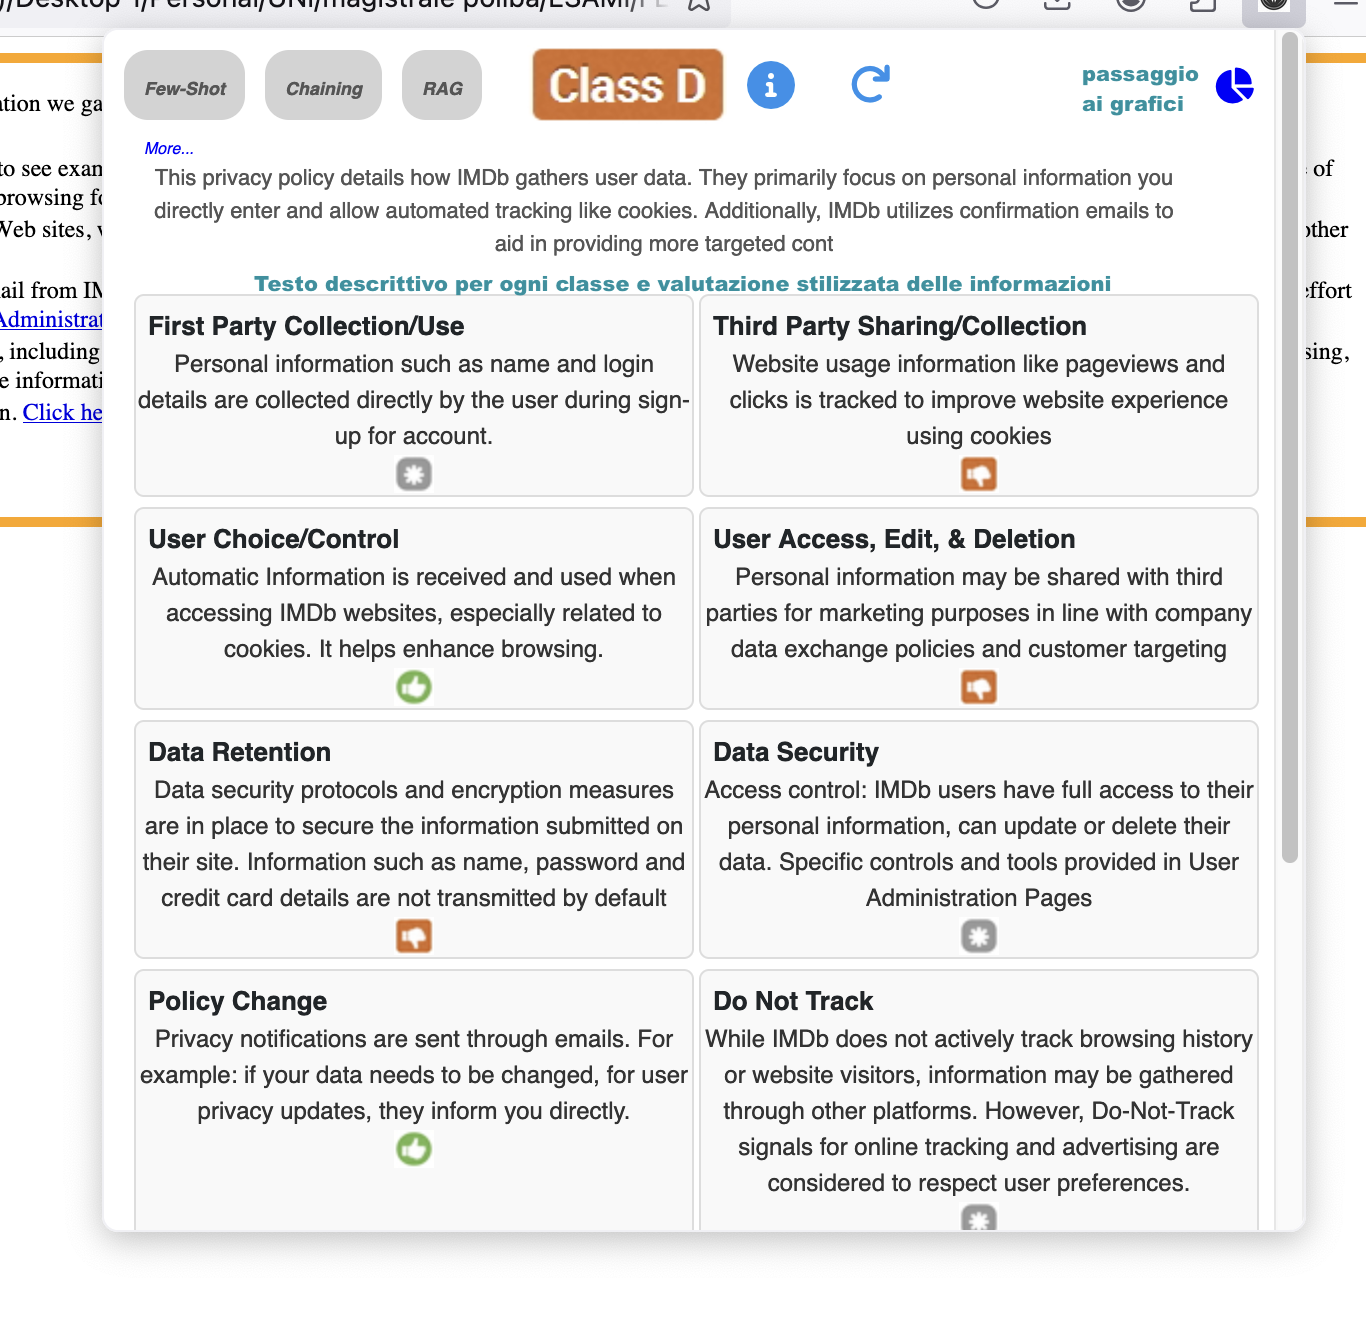 )/Desktop 1/Personal/UNI/magistrale poliba/ESAMI/
Few-Shot
Chaining
RAG
Class D
i
passaggio
ai grafici
More...
This privacy policy details how IMDb gathers user data. They primarily focus on personal information you
directly enter and allow automated tracking like cookies. Additionally, IMDb utilizes confirmation emails to
aid in providing more targeted cont
Testo descrittivo per ogni classe e valutazione stilizzata delle informazioni
First Party Collection/Use
Personal information such as name and login
details are collected directly by the user during sign-
up for account.
Third Party Sharing/Collection
Website usage information like pageviews and
clicks is tracked to improve website experience
using cookies
User Choice/Control
Automatic Information is received and used when
accessing IMDb websites, especially related to
cookies. It helps enhance browsing.
User Access, Edit, & Deletion
Personal information may be shared with third
parties for marketing purposes in line with company
data exchange policies and customer targeting
Data Retention
Data security protocols and encryption measures
are in place to secure the information submitted on
their site. Information such as name, password and
credit card details are not transmitted by default
Data Security
Access control: IMDb users have full access to their
personal information, can update or delete their
data. Specific controls and tools provided in User
Administration Pages
Policy Change
Privacy notifications are sent through emails. For
example: if your data needs to be changed, for user
privacy updates, they inform you directly.
Do Not Track
While IMDb does not actively track browsing history
or website visitors, information may be gathered
through other platforms. However, Do-Not-Track
signals for online tracking and advertising are
considered to respect user preferences.
ation we ga
to see exam
of
browsing fo
Web sites, w
other
ail from IM
effort
Administrat
, including
sing,
e informati
n. Click he